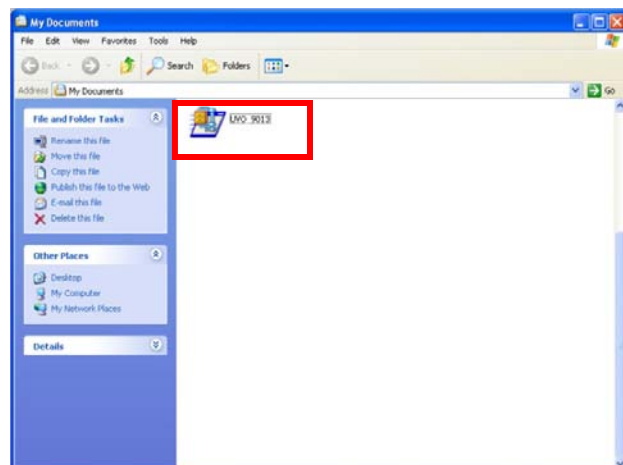 My Documents
File Edit View Favorites Tools Help
Back Search Folders
Address My Documents Go
File and Folder Tasks
Rename this file
Move this file
Copy this file
Publish this file to the Web
E-mail this file
Delete this file
Other Places
Desktop
My Computer
My Network Places
Details
UVO 9013